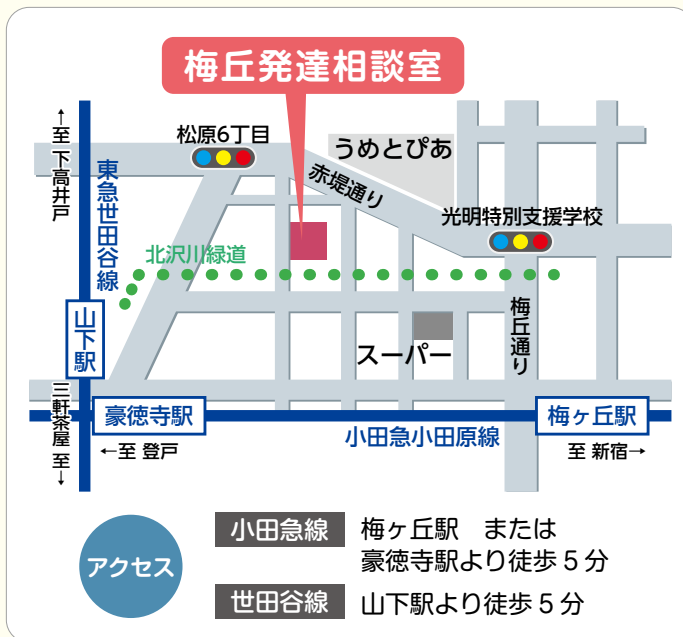 梅丘発達相談室
←至 下高井戸
松原6丁目
うめとぴあ
赤堤通り
東急世田谷線
光明特別支援学校
北沢川緑道
梅丘通り
山下駅
スーパー
三軒茶屋 至→
豪徳寺駅
梅ヶ丘駅
小田急小田原線
←至 登戸
至 新宿→
アクセス
小田急線
梅ヶ丘駅　または
豪徳寺駅より徒歩5分
世田谷線
山下駅より徒歩5分